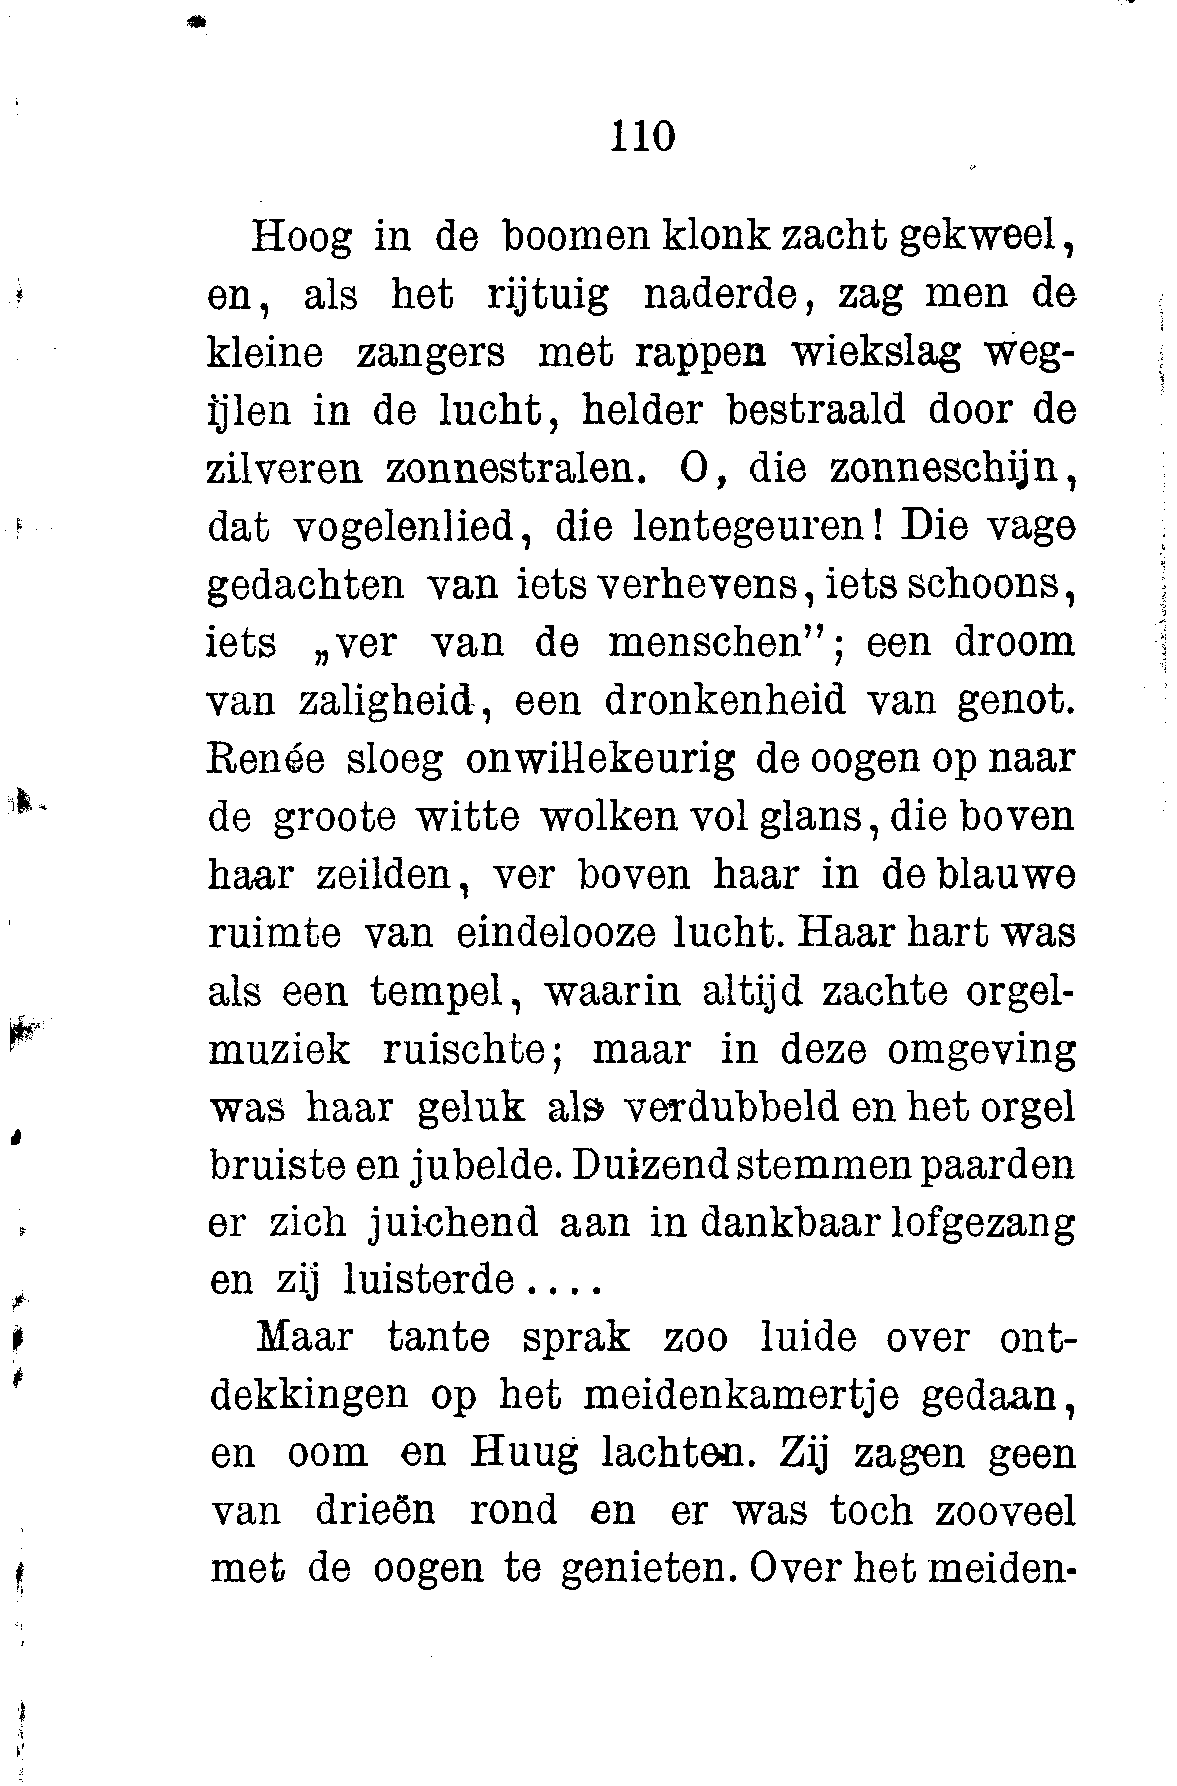 110
Hoog in de boomen klonk zacht gekweel,
en, als het rijtuig naderde, zag men de
kleine zangers met rappen wiekslag weg-
ijlen in de lucht, helder bestraald door de
zilveren zonnestralen. O, die zonneschijn,
dat vogelenlied, die lentegeuren! Die vage
gedachten van iets verhevens, iets schoons,
iets „ver van de menschen”; een droom
van zaligheid, een dronkenheid van genot.
Renée sloeg onwillekeurig de oogen op naar
de groote witte wolken vol glans, die boven
haar zeilden, ver boven haar in de blauwe
ruimte van eindelooze lucht. Haar hart was
als een tempel, waarin altijd zachte orgel-
muziek ruischte; maar in deze omgeving
was haar geluk als verdubbeld en het orgel
bruiste en jubelde. Duizend stemmen paarden
er zich juichend aan in dankbaar lofgezang
en zij luisterde....
Maar tante sprak zoo luide over ont-
dekkingen op het meidenkamertje gedaan,
en oom en Huug lachten. Zij zagen geen
van drieën rond en er was toch zooveel
met de oogen te genieten. Over het meiden-